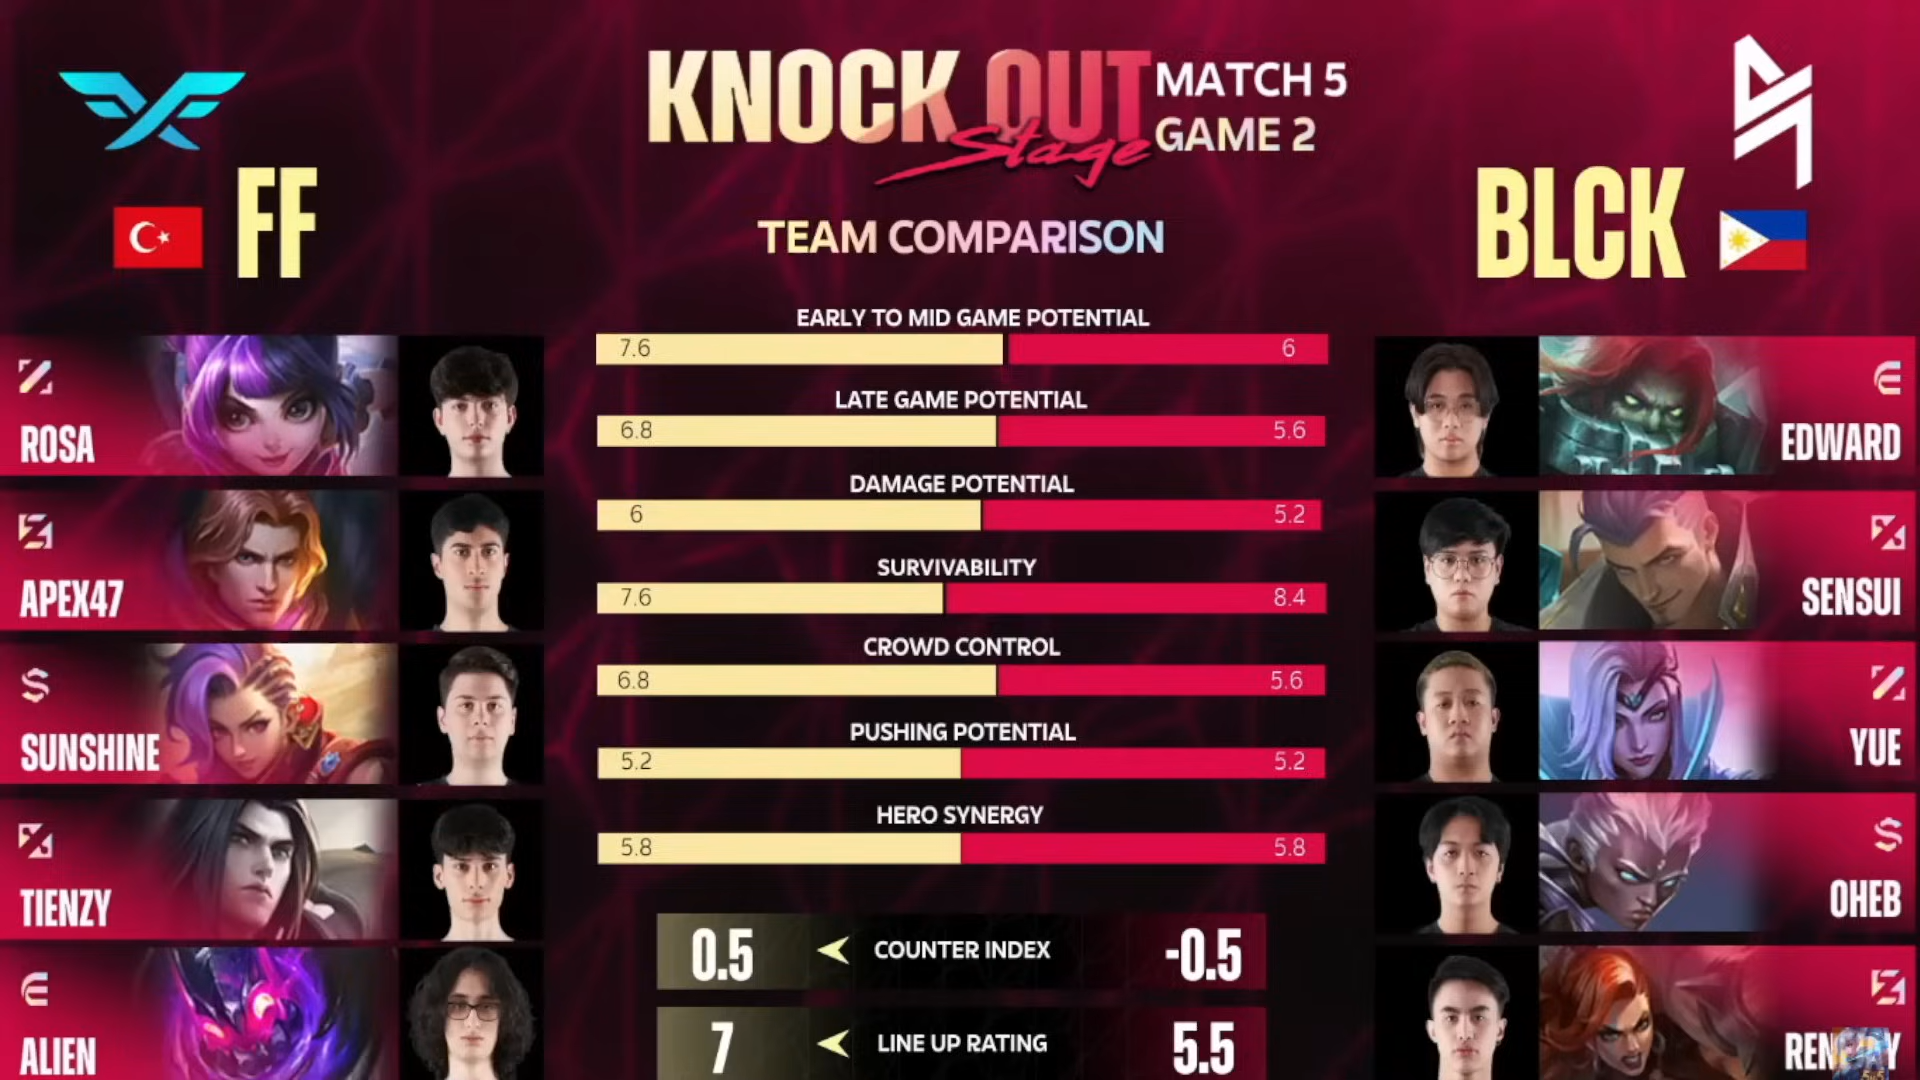 KNOCK OUT
Stage
MATCH 5
GAME 2
FF
BLCK
TEAM COMPARISON
EARLY TO MID GAME POTENTIAL
7.6 6
LATE GAME POTENTIAL
6.8 5.6
DAMAGE POTENTIAL
6 5.2
SURVIVABILITY
7.6 8.4
CROWD CONTROL
6.8 5.6
PUSHING POTENTIAL
5.2 5.2
HERO SYNERGY
5.8 5.8
0.5 COUNTER INDEX -0.5
7 LINE UP RATING 5.5
ROSA
APEX47
SUNSHINE
TIENZY
ALIEN
EDWARD
SENSUI
YUE
OHEB